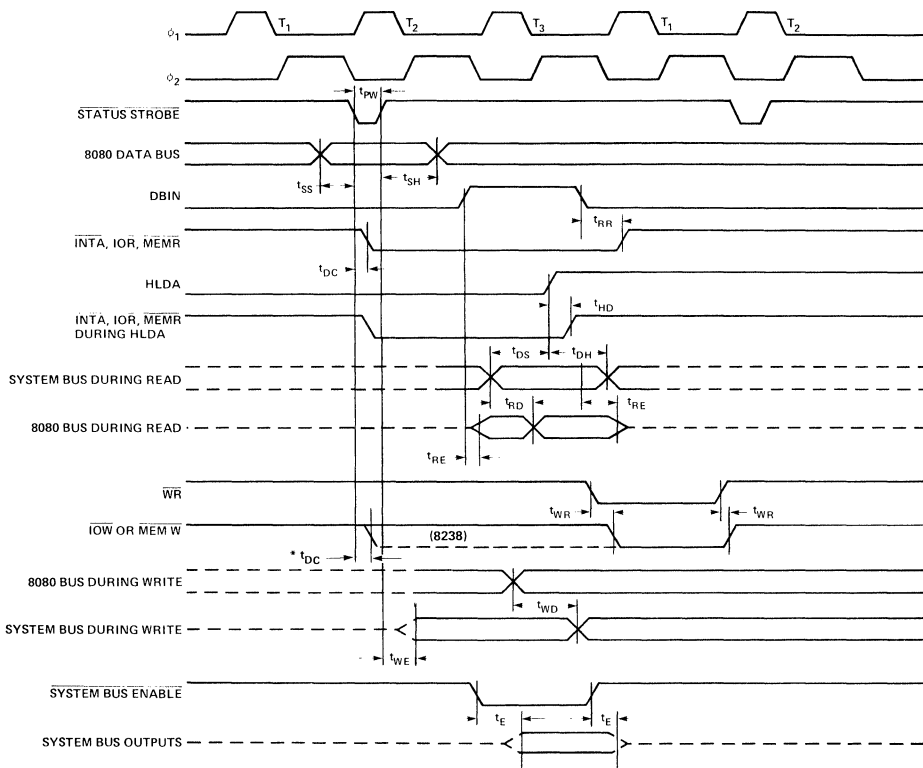 T1 T2 T3 T1 T2
ϕ1
ϕ2
tPW
STATUS STROBE
8080 DATA BUS
tSS tSH
DBIN
tRR
INTA, IOR, MEMR
tDC
HLDA
tHD
INTA, IOR, MEMR
DURING HLDA
tDS tDH
SYSTEM BUS DURING READ
tRD tRE
8080 BUS DURING READ
tRE
WR
tWR tWR
IOW OR MEM W (8238)
* tDC
8080 BUS DURING WRITE
tWD
SYSTEM BUS DURING WRITE
tWE
SYSTEM BUS ENABLE
tE tE
SYSTEM BUS OUTPUTS